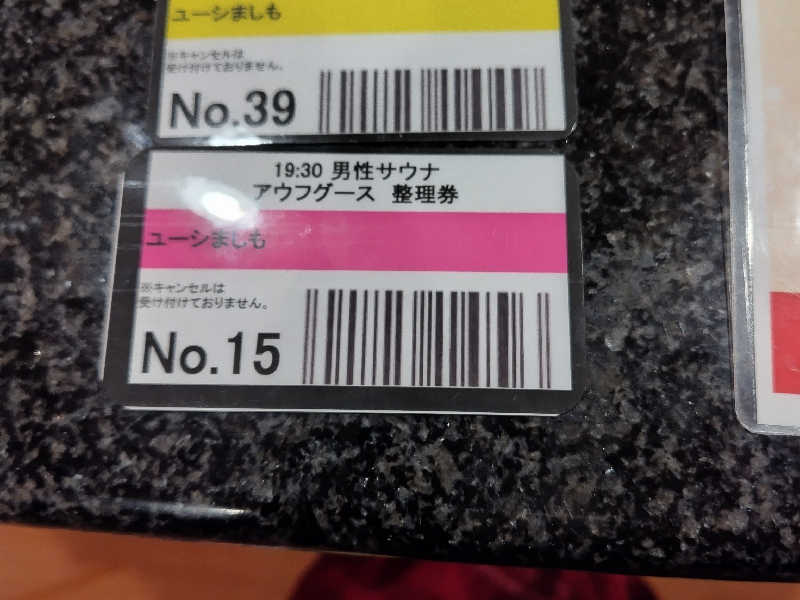 ユーシましも
※キャンセルは
受け付けておりません。
No.39
19:30 男性サウナ
アウフグース 整理券
ユーシましも
※キャンセルは
受け付けておりません。
No.15